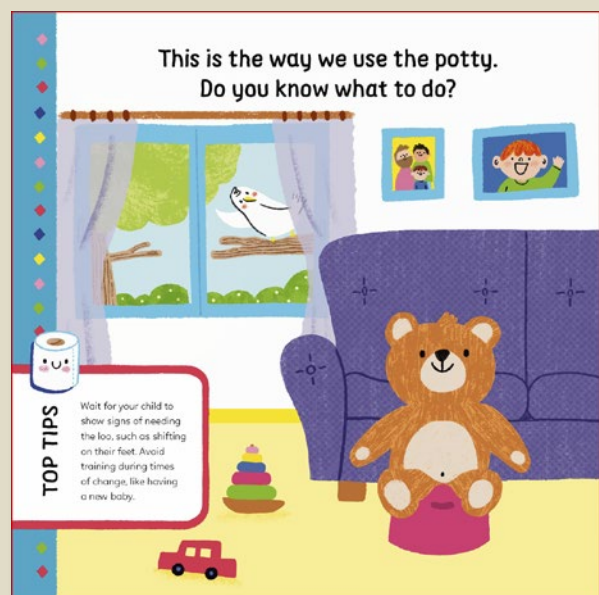 This is the way we use the potty.
Do you know what to do?
TOP TIPS
Wait for your child to
show signs of needing
the loo, such as shifting
on their feet. Avoid
training during times
of change, like having
a new baby.